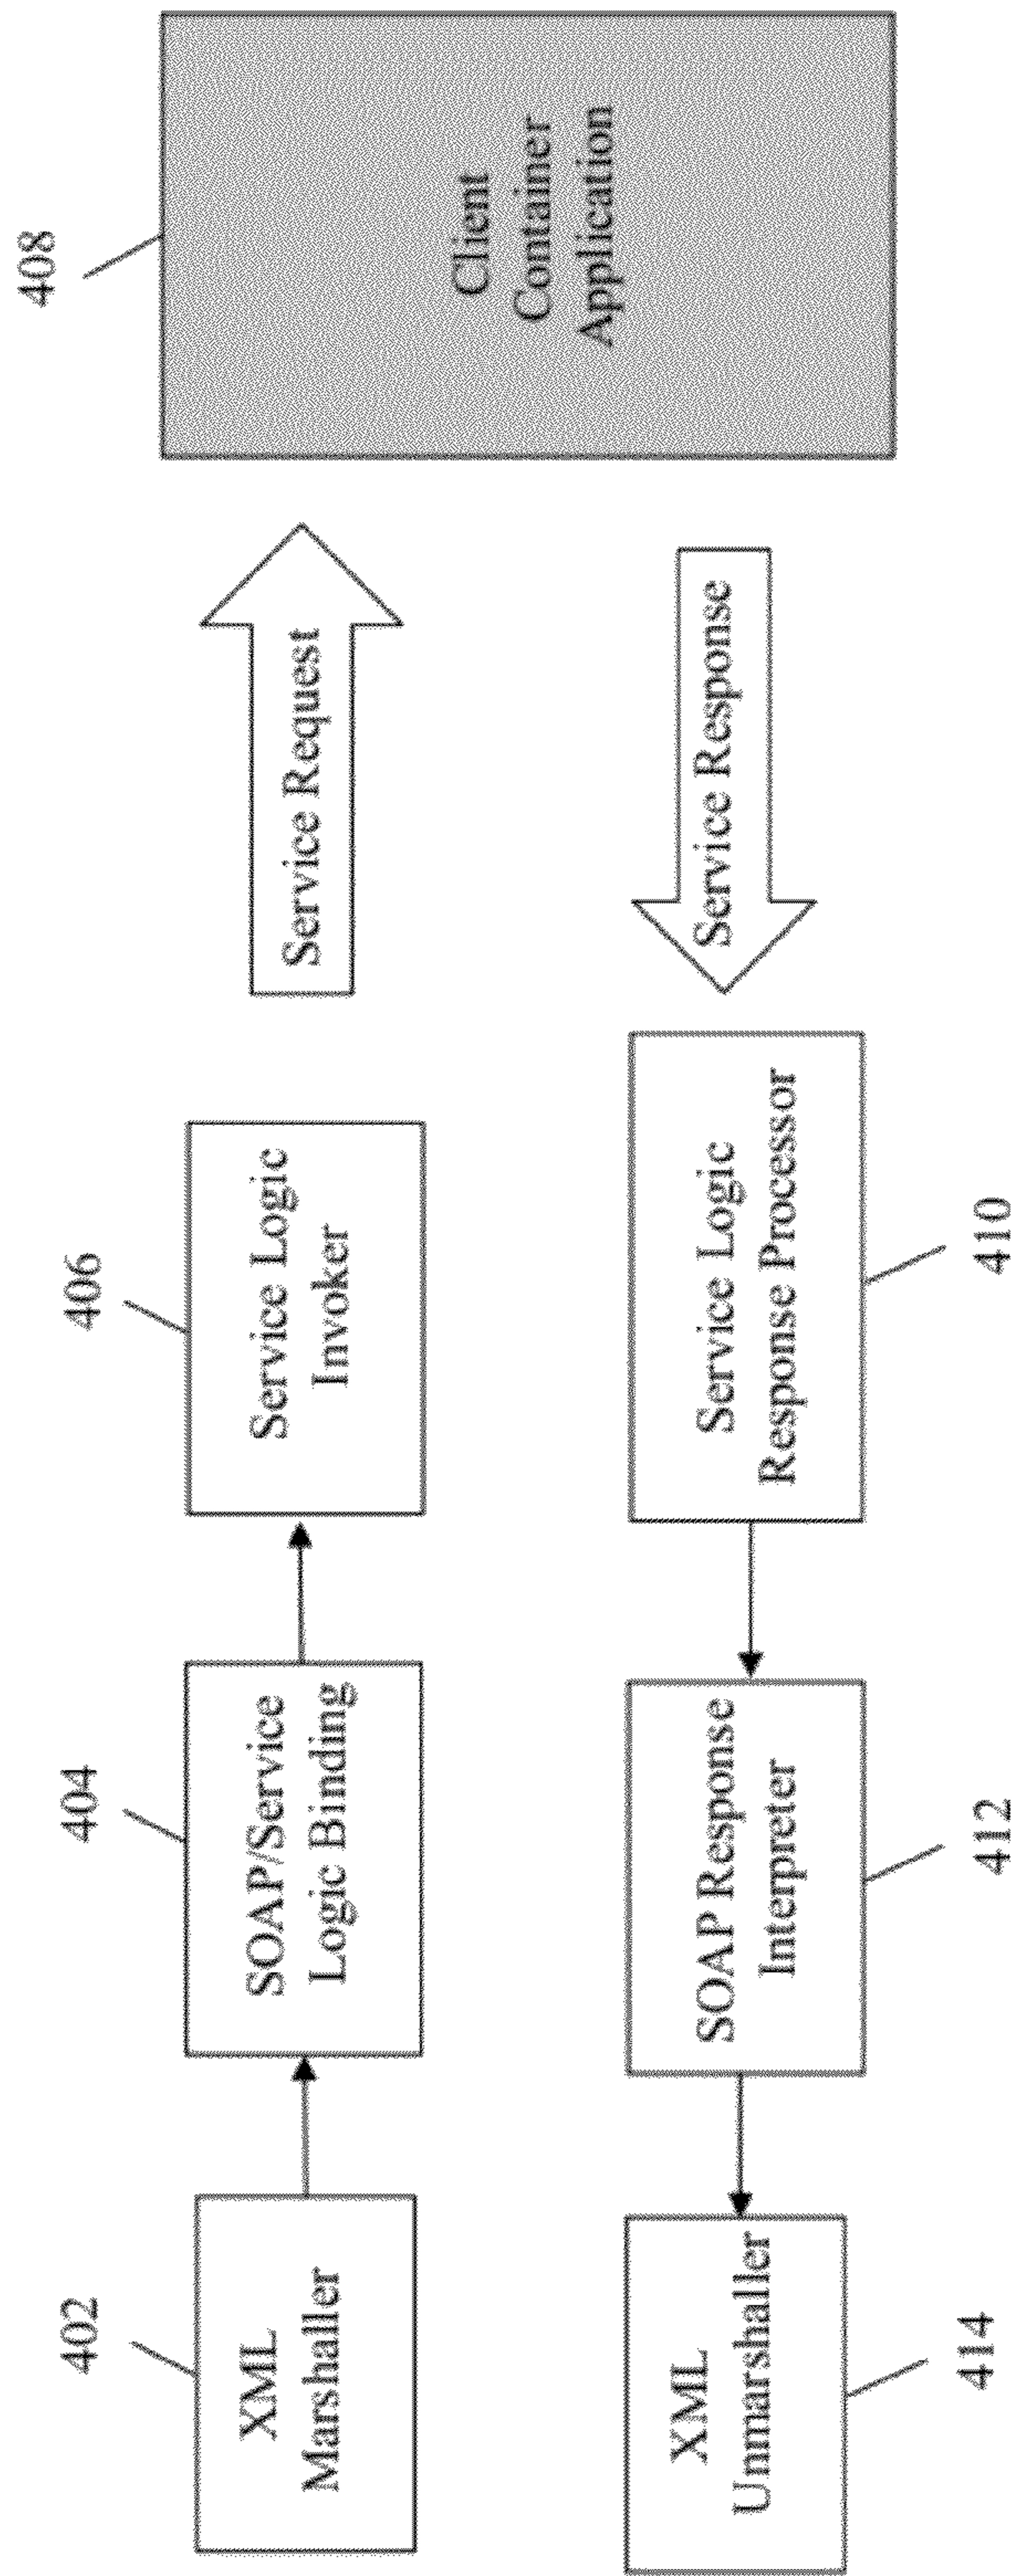 402
404
406
408
XML
Marshaller
SOAP/Service
Logic Binding
Service Logic
Invoker
Service Request
Client
Container
Application
XML
Unmarshaller
SOAP Response
Interpreter
Service Logic
Response Processor
Service Response
414
412
410